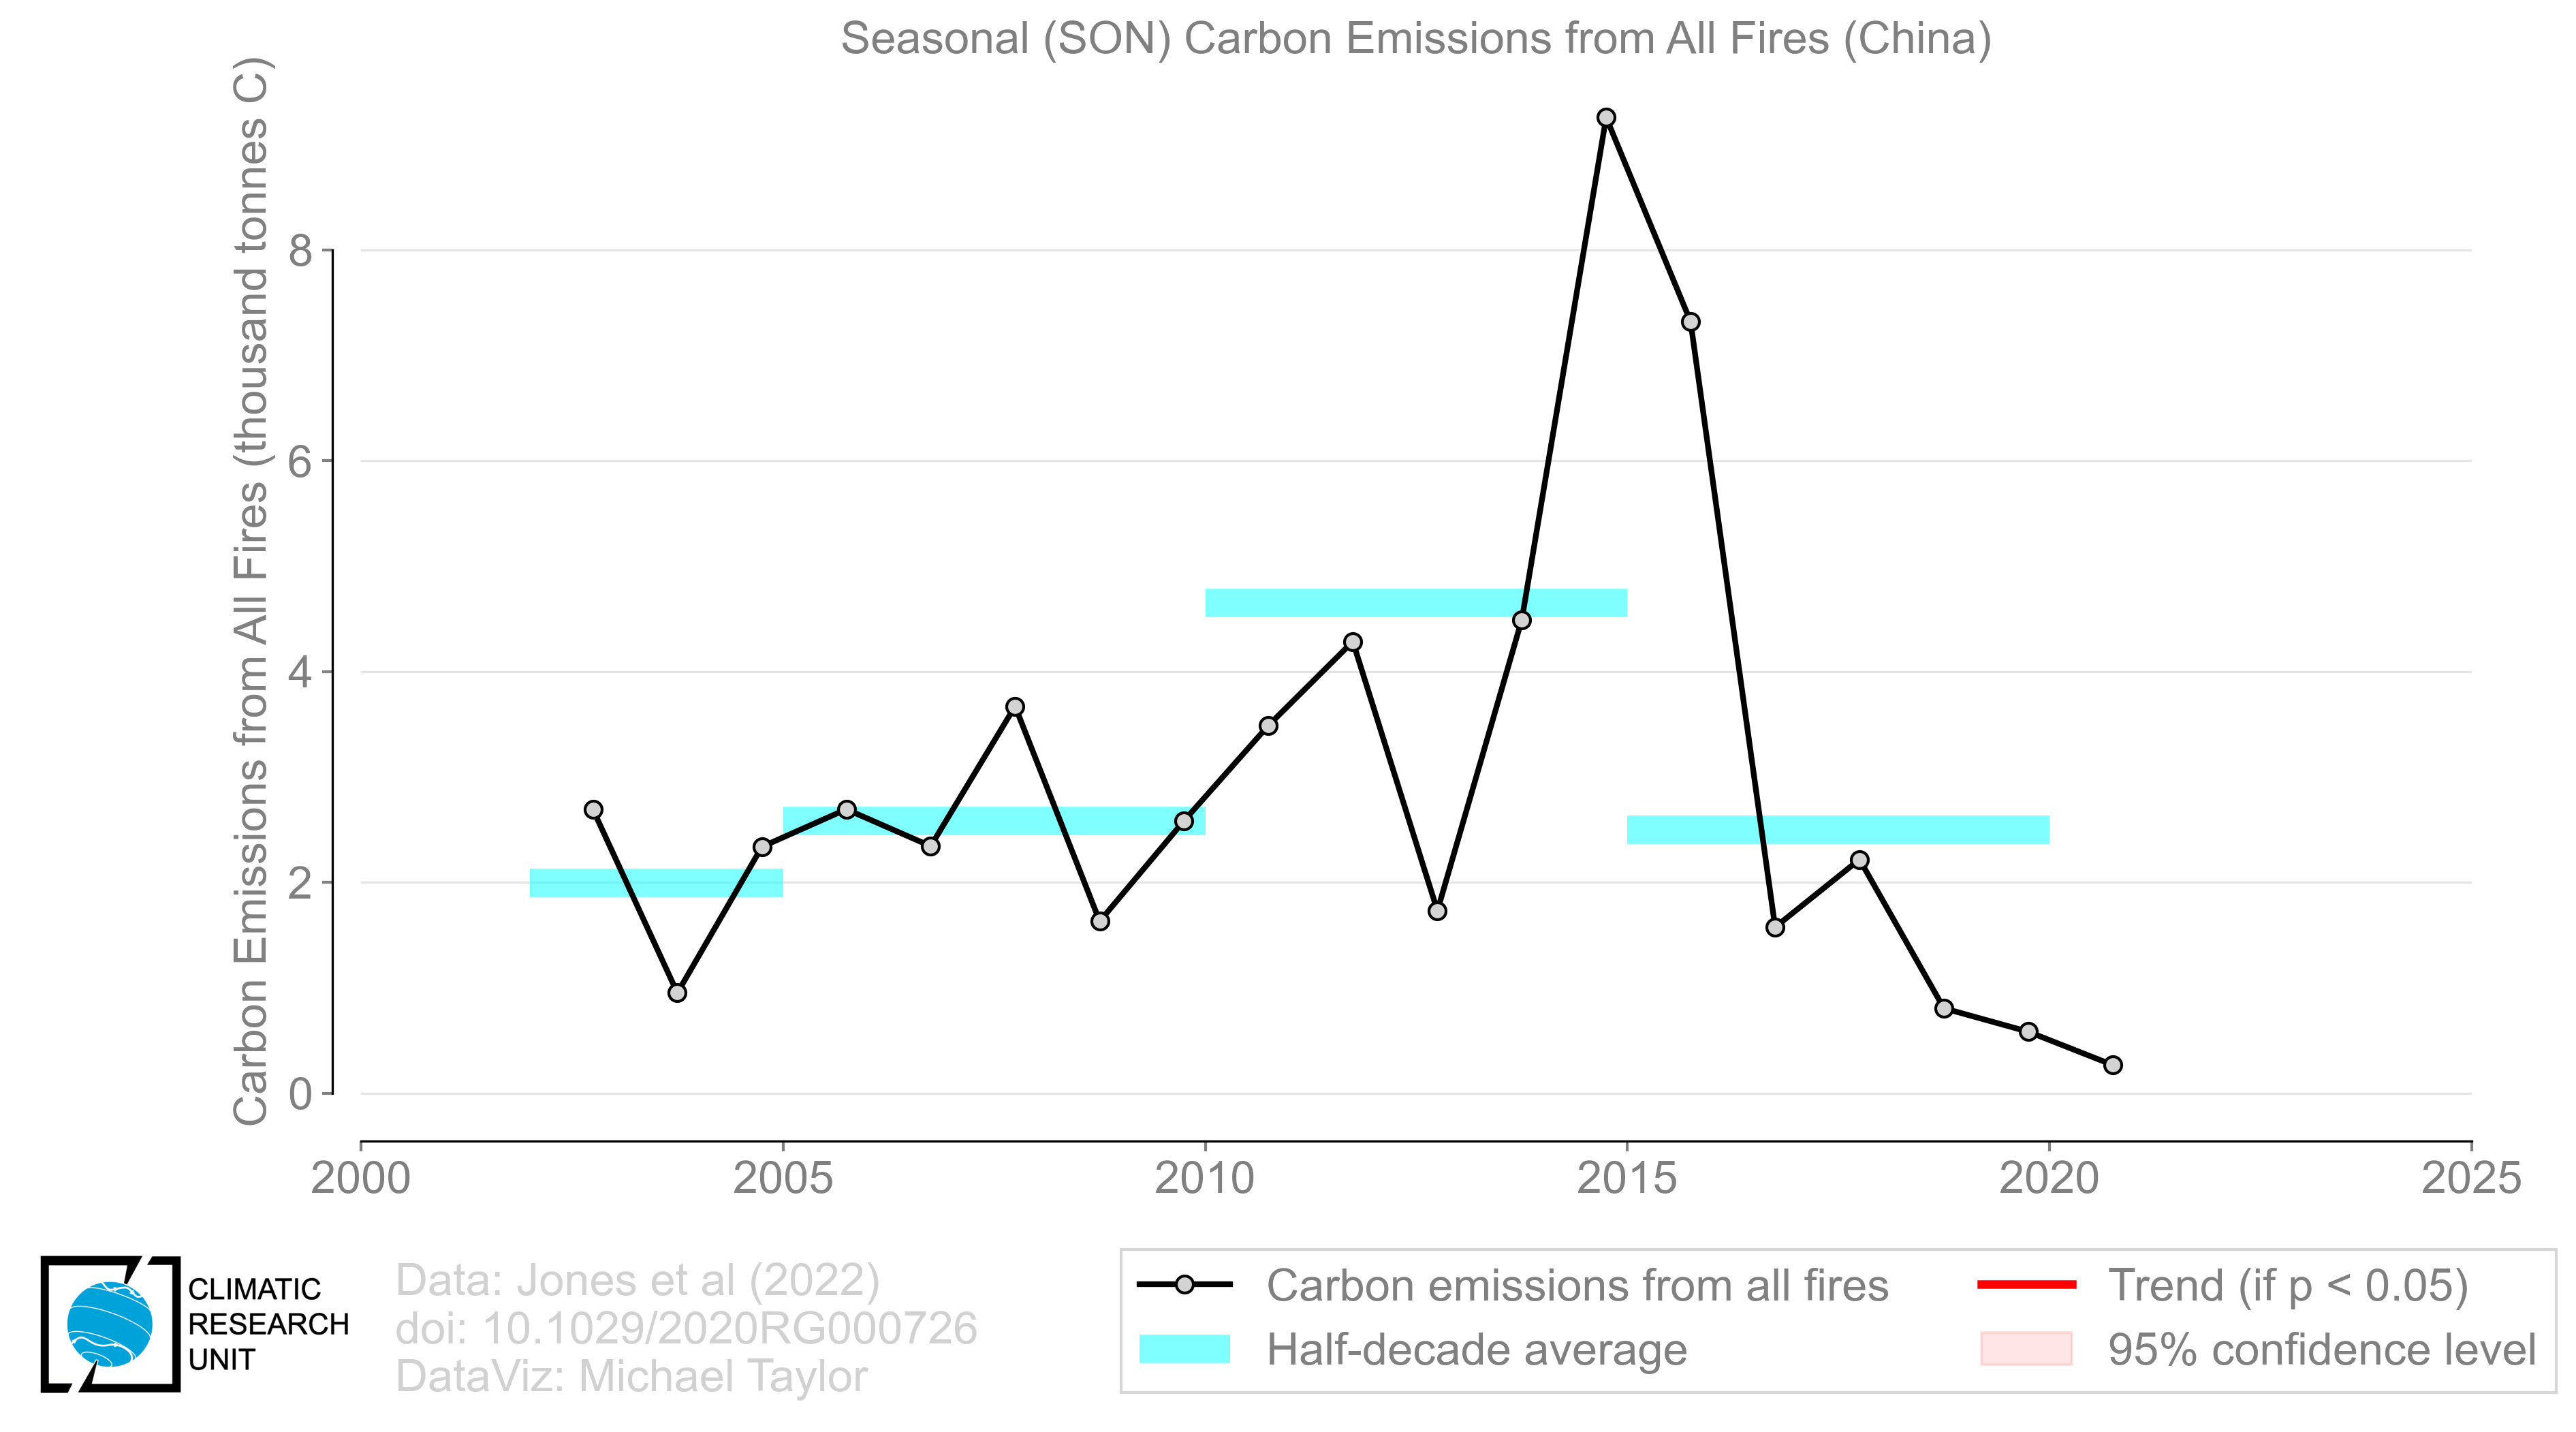 Seasonal (SON) Carbon Emissions from All Fires (China)
Carbon Emissions from All Fires (thousand tonnes C)
8
6
4
2
0
2000
2005
2010
2015
2020
2025
CLIMATIC
RESEARCH
UNIT
Data: Jones et al (2022)
doi: 10.1029/2020RG000726
DataViz: Michael Taylor
Carbon emissions from all fires
Half-decade average
Trend (if p < 0.05)
95% confidence level